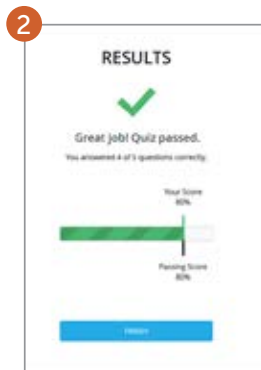 2
RESULTS
Great job! Quiz passed.
You answered 4 of 5 questions correctly.
Your Score
80%
Passing Score
80%
FINISH